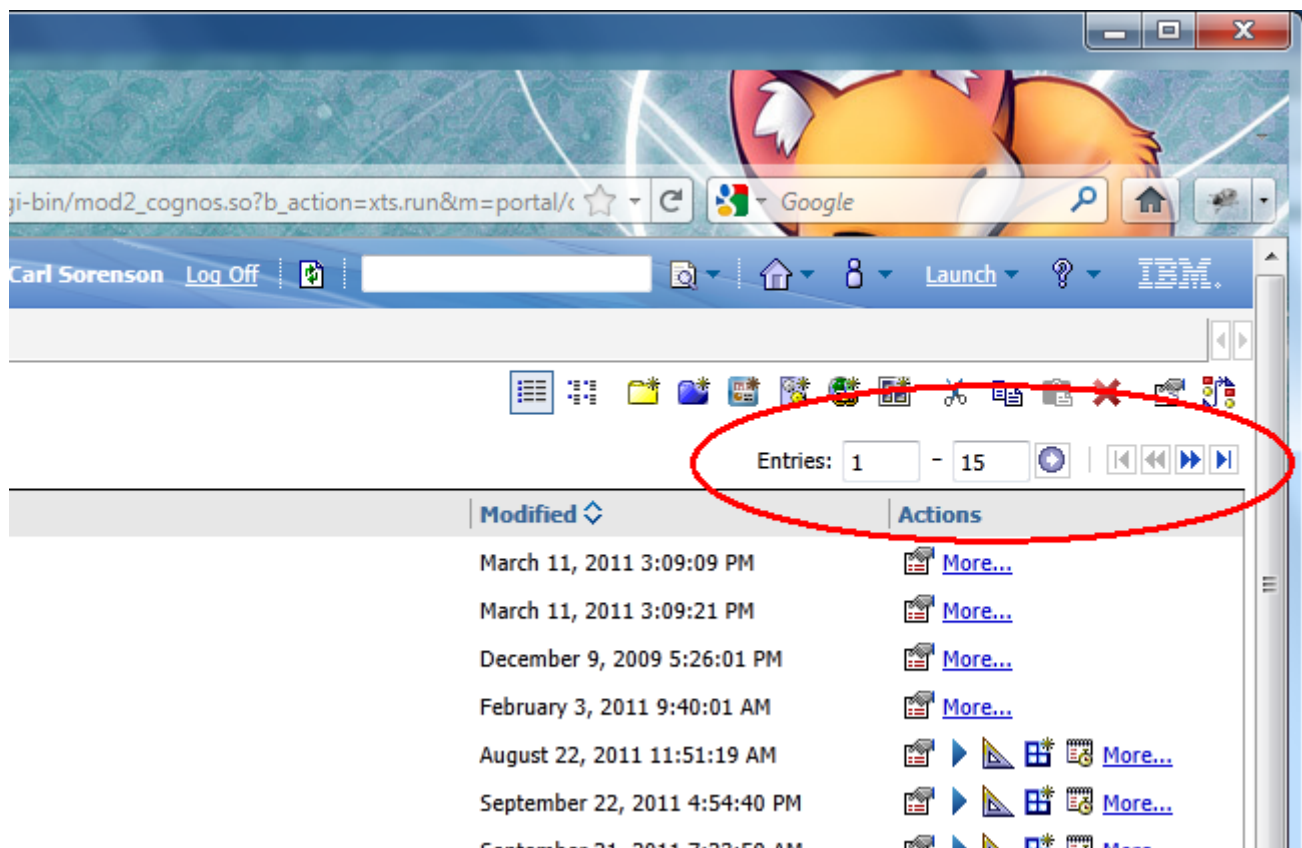 gi-bin/mod2_cognos.so?b_action=xts.run&m=portal/c
Google
Carl Sorenson Log Off Launch IBM.
Entries: 1 - 15
Modified Actions
March 11, 2011 3:09:09 PM More...
March 11, 2011 3:09:21 PM More...
December 9, 2009 5:26:01 PM More...
February 3, 2011 9:40:01 AM More...
August 22, 2011 11:51:19 AM More...
September 22, 2011 4:54:40 PM More...